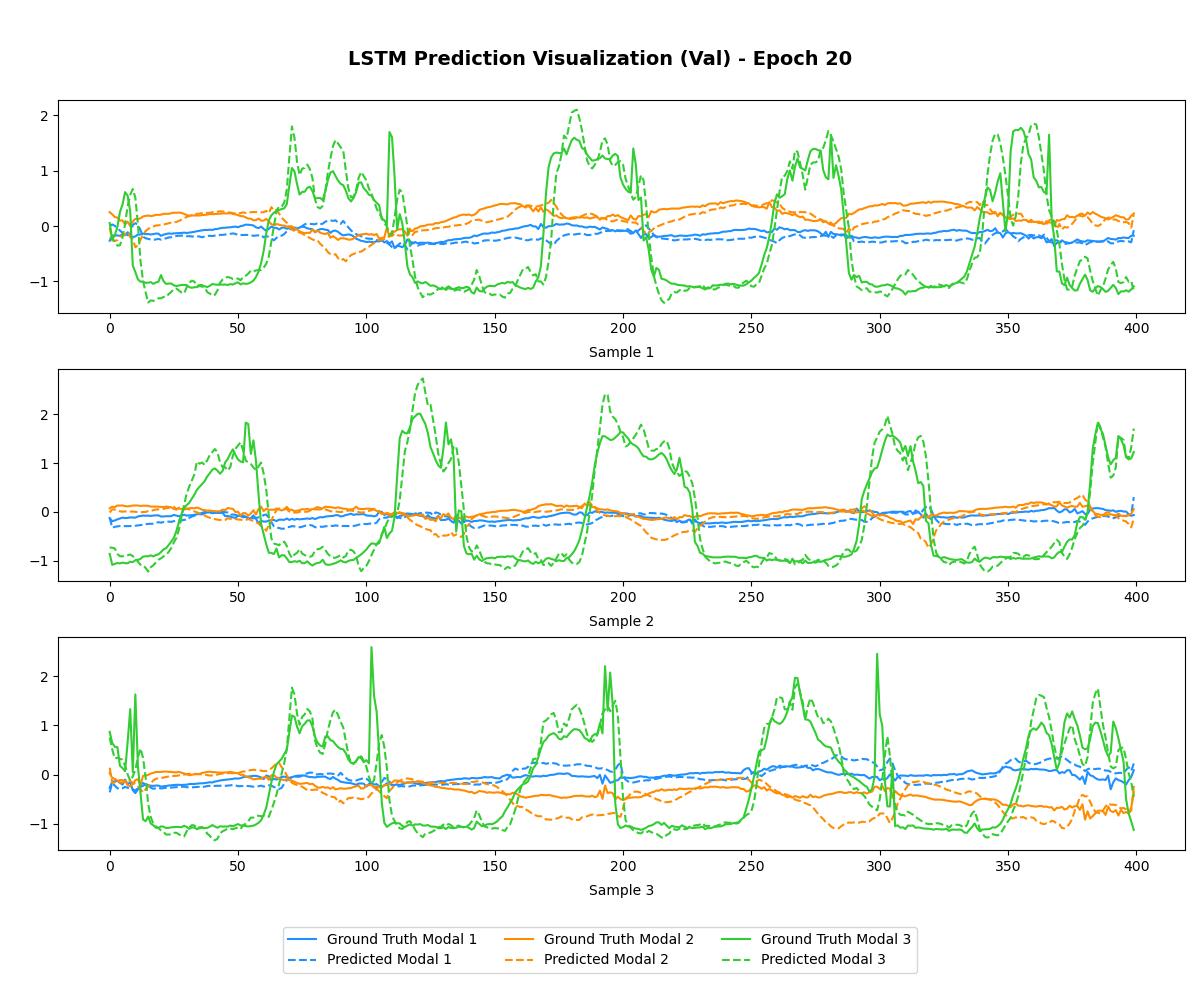 LSTM Prediction Visualization (Val) - Epoch 20
2
1
0
−1
0 50 100 150 200 250 300 350 400
Sample 1
2
1
0
−1
0 50 100 150 200 250 300 350 400
Sample 2
2
1
0
−1
0 50 100 150 200 250 300 350 400
Sample 3
Ground Truth Modal 1 Ground Truth Modal 2 Ground Truth Modal 3
Predicted Modal 1 Predicted Modal 2 Predicted Modal 3